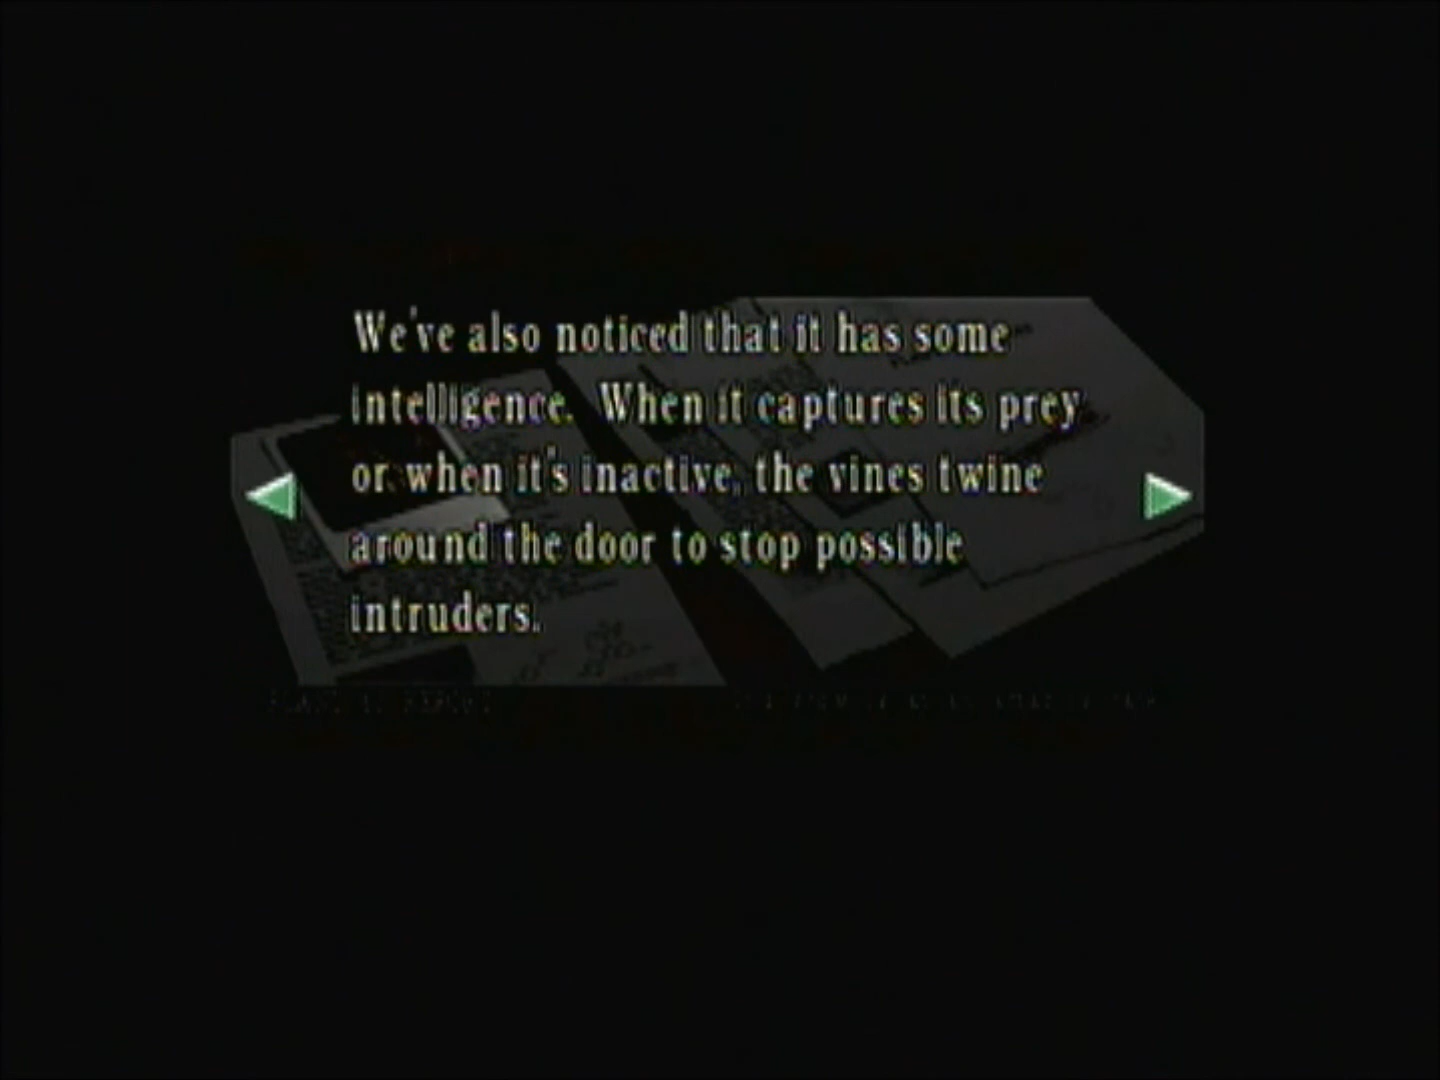 We've also noticed that it has some
intelligence. When it captures its prey
or when it's inactive, the vines twine
around the door to stop possible
intruders.